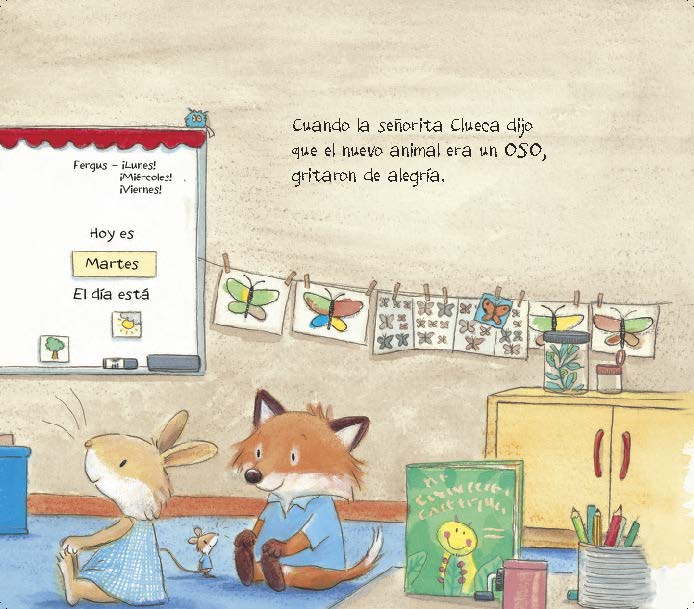 Cuando la señorita Clueca dijo
que el nuevo animal era un OSO,
gritaron de alegría.
Fergus - ¡Lunes!
¡Mié-coles!
¡Viernes!
Hoy es
Martes
El día está